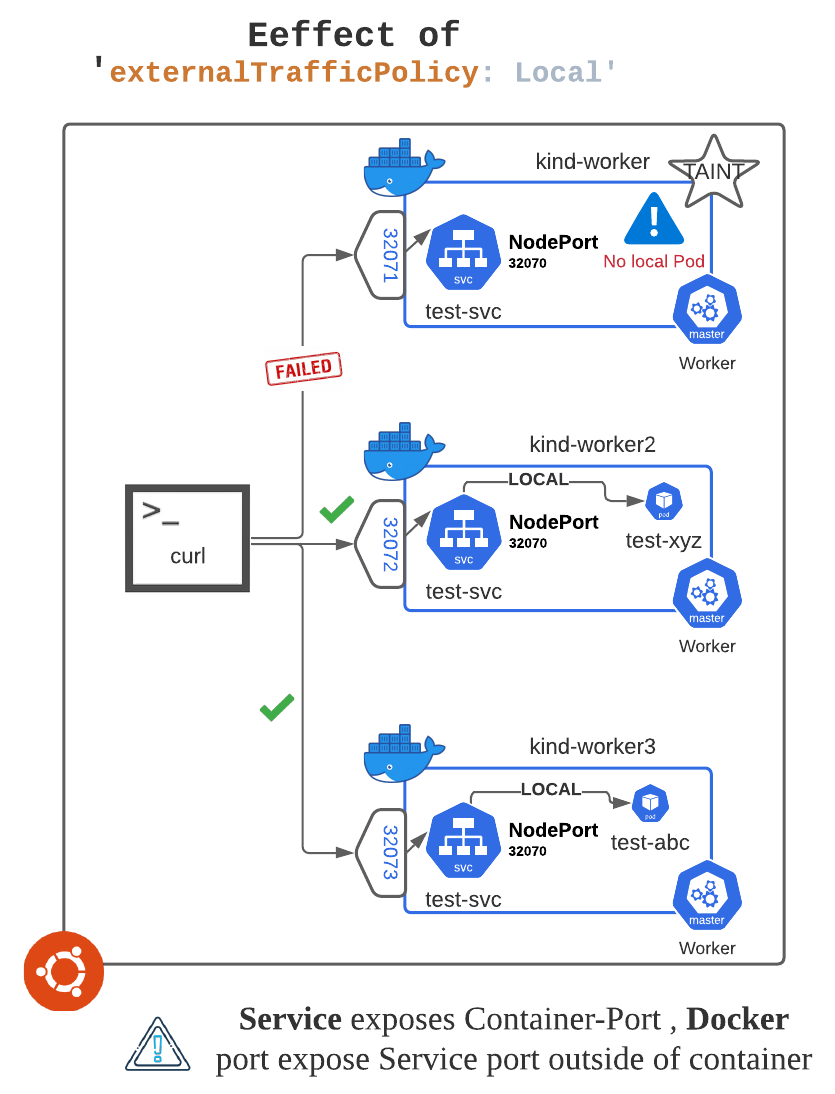 Eeffect of
'externalTrafficPolicy: Local'
kind-worker
TAINT
32071
svc
NodePort
32070
No local Pod
test-svc
master
Worker
FAILED
kind-worker2
LOCAL
32072
svc
NodePort
32070
pod
test-xyz
test-svc
master
Worker
>_
curl
kind-worker3
LOCAL
32073
svc
NodePort
32070
pod
test-abc
test-svc
master
Worker
Service exposes Container-Port , Docker
port expose Service port outside of container